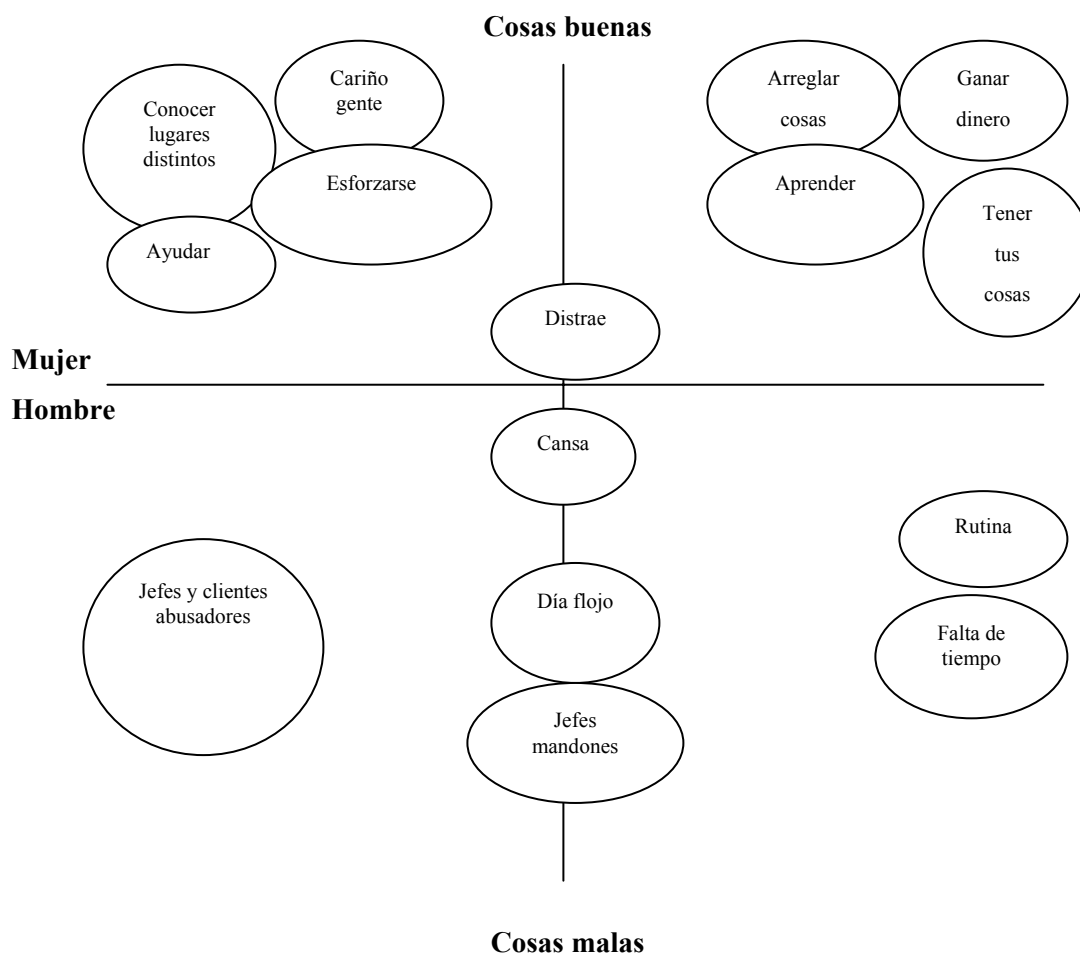 Cosas buenas
Cariño
gente
Conocer
lugares
distintos
Esforzarse
Ayudar
Arreglar
cosas
Ganar
dinero
Aprender
Tener
tus
cosas
Distrae
Mujer
Hombre
Cansa
Jefes y clientes
abusadores
Día flojo
Rutina
Falta de
tiempo
Jefes
mandones
Cosas malas